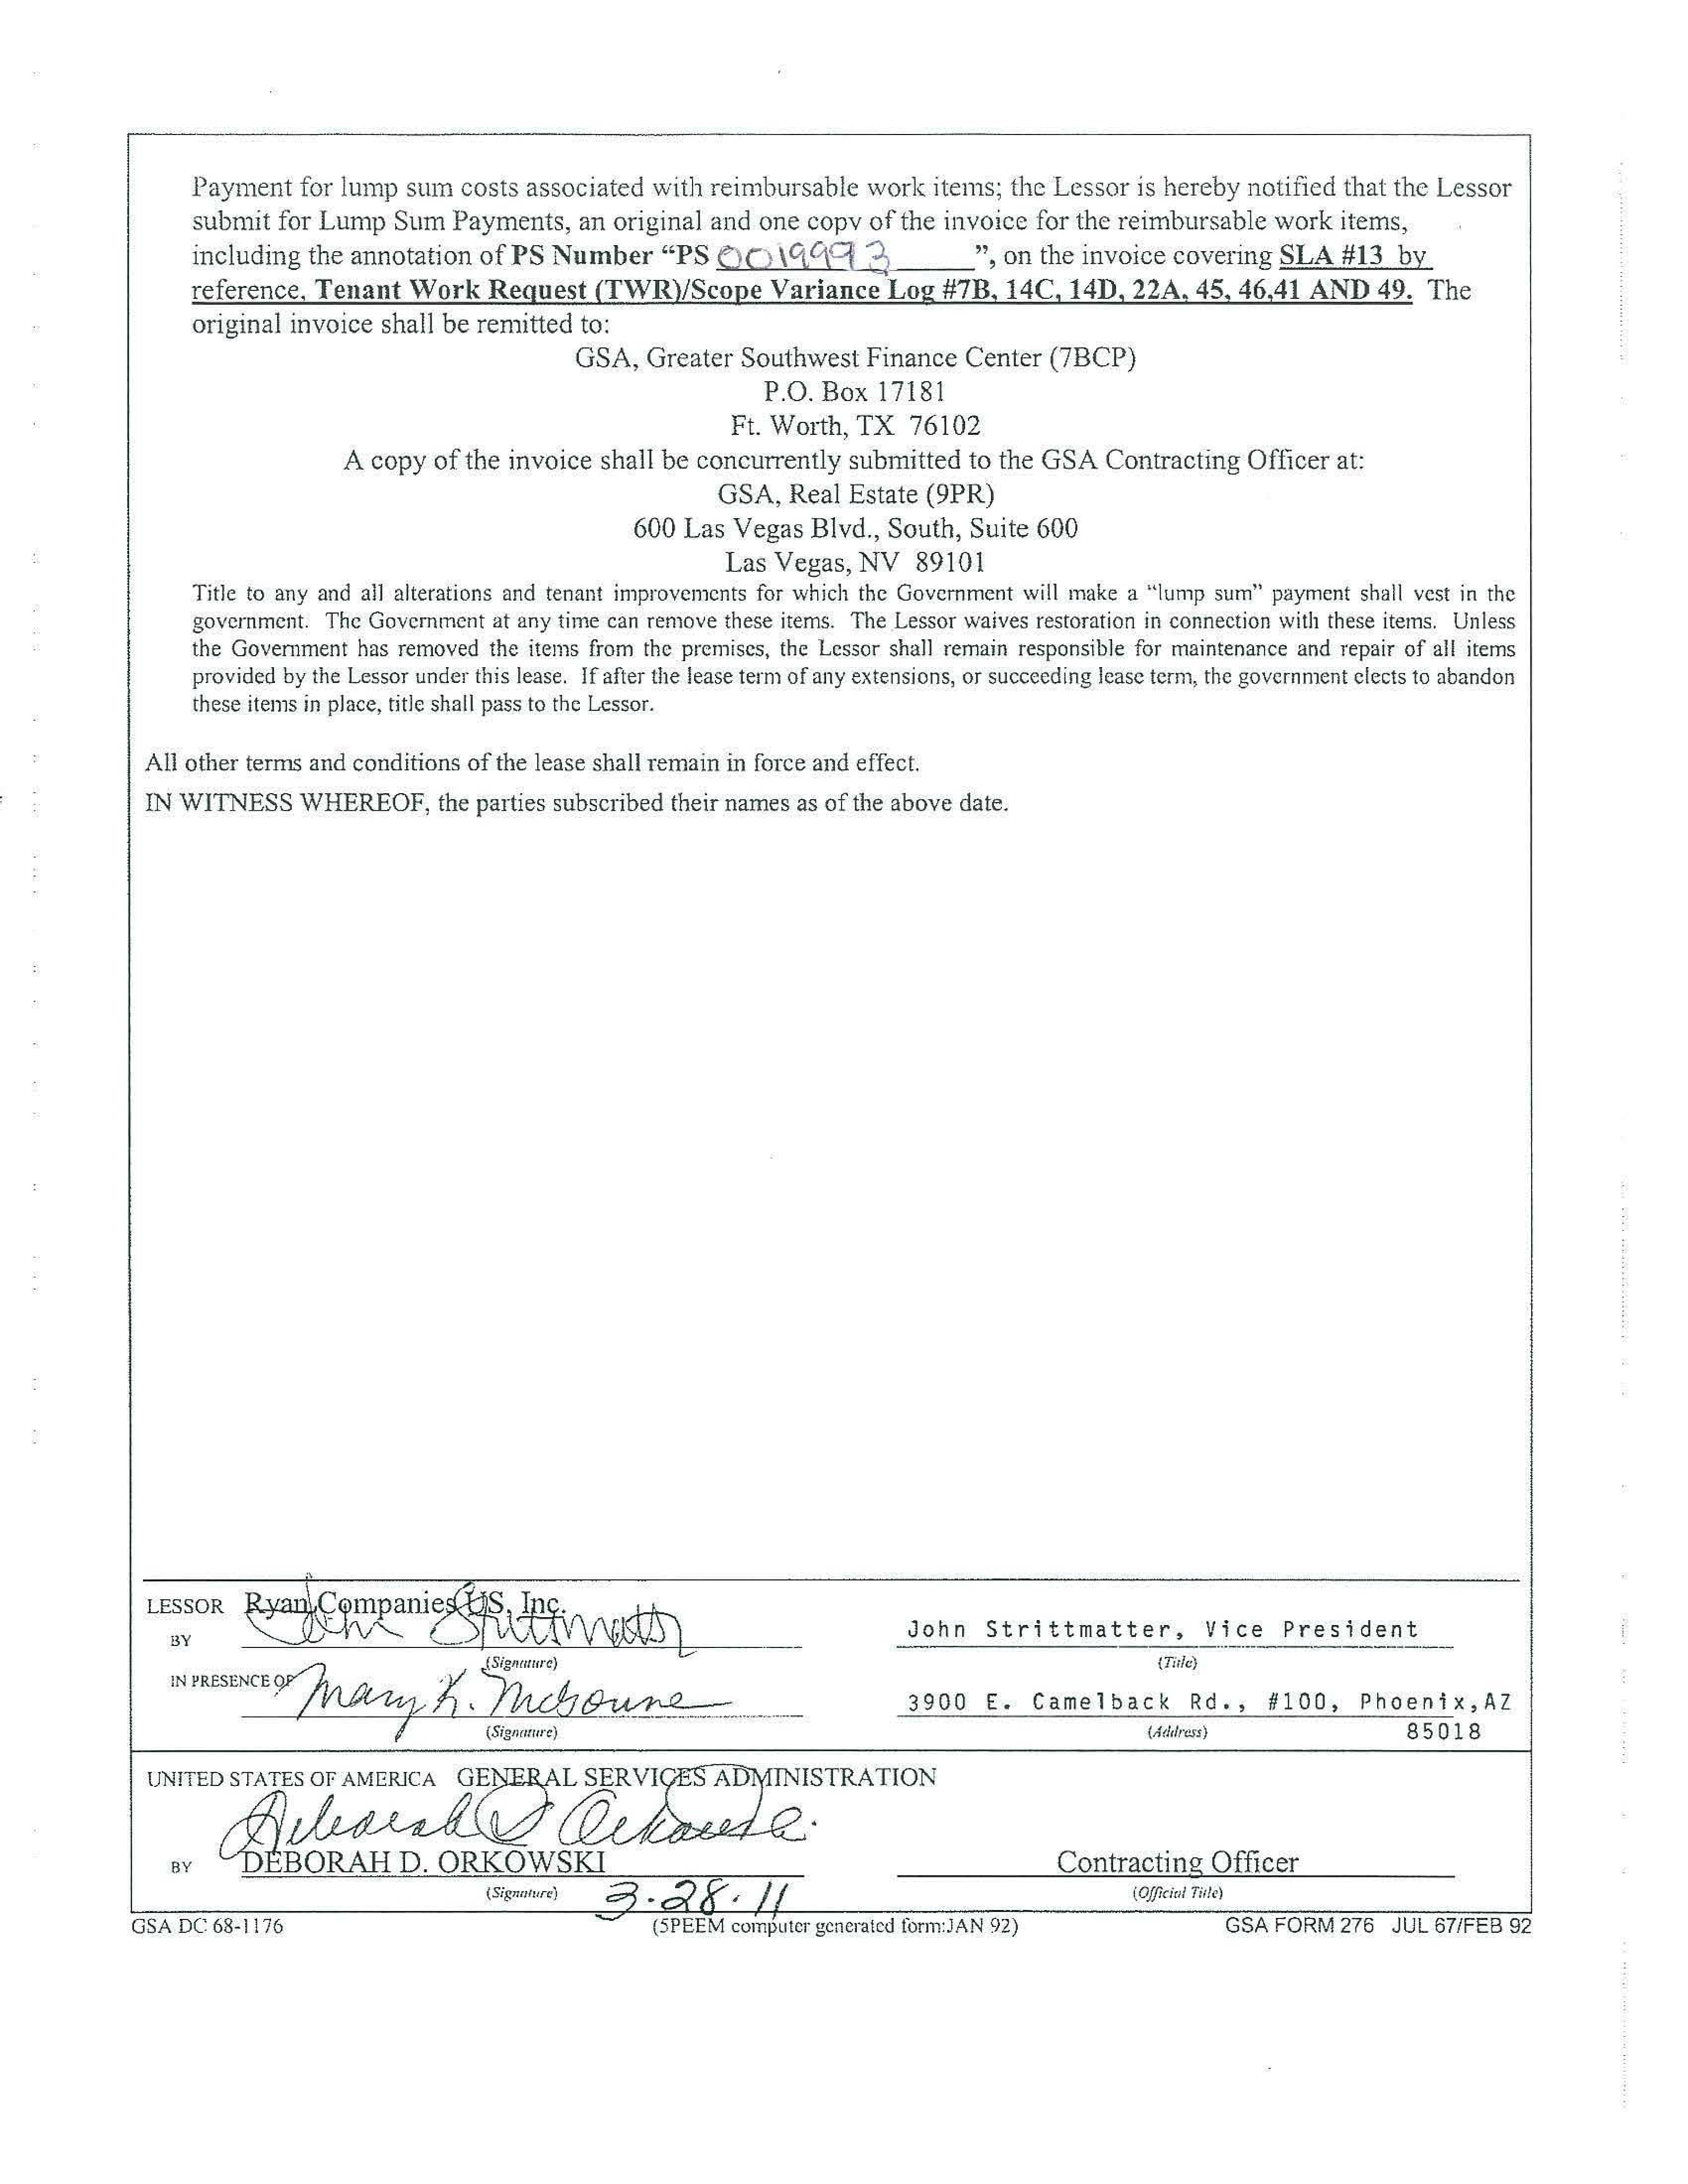 Payment for lump sum costs associated with reimbursable work items; the Lessor is hereby notified that the Lessor
submit for Lump Sum Payments, an original and one copy of the invoice for the reimbursable work items,
including the annotation of PS Number “PS 0019993 ”, on the invoice covering SLA #13 by
reference, Tenant Work Request (TWR)/Scope Variance Log #7B, 14C, 14D, 22A, 45, 46,41 AND 49. The
original invoice shall be remitted to:
GSA, Greater Southwest Finance Center (7BCP)
P.O. Box 17181
Ft. Worth, TX 76102
A copy of the invoice shall be concurrently submitted to the GSA Contracting Officer at:
GSA, Real Estate (9PR)
600 Las Vegas Blvd., South, Suite 600
Las Vegas, NV 89101
Title to any and all alterations and tenant improvements for which the Government will make a “lump sum” payment shall vest in the
government. The Government at any time can remove these items. The Lessor waives restoration in connection with these items. Unless
the Government has removed the items from the premises, the Lessor shall remain responsible for maintenance and repair of all items
provided by the Lessor under this lease. If after the lease term of any extensions, or succeeding lease term, the government elects to abandon
these items in place, title shall pass to the Lessor.
All other terms and conditions of the lease shall remain in force and effect.
IN WITNESS WHEREOF, the parties subscribed their names as of the above date.
LESSOR Ryan Companies US, Inc.
BY John Strittmatter
John Strittmatter, Vice President
(Signature)
(Title)
IN PRESENCE OF Mary K.
3900 E. Camelback Rd., #100, Phoenix,AZ
(Signature)
(Address)
85018
UNITED STATES OF AMERICA GENERAL SERVICES ADMINISTRATION
Deborah D Orkowski
BY DEBORAH D. ORKOWSKI
Contracting Officer
(Signature) 3.28.11
(Official Title)
GSA DC 68-1176
(5PEEM computer generated form:JAN 92)
GSA FORM 276 JUL 67/FEB 92